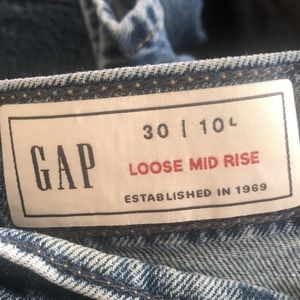 GAP
30 | 10L
LOOSE MID RISE
ESTABLISHED IN 1969